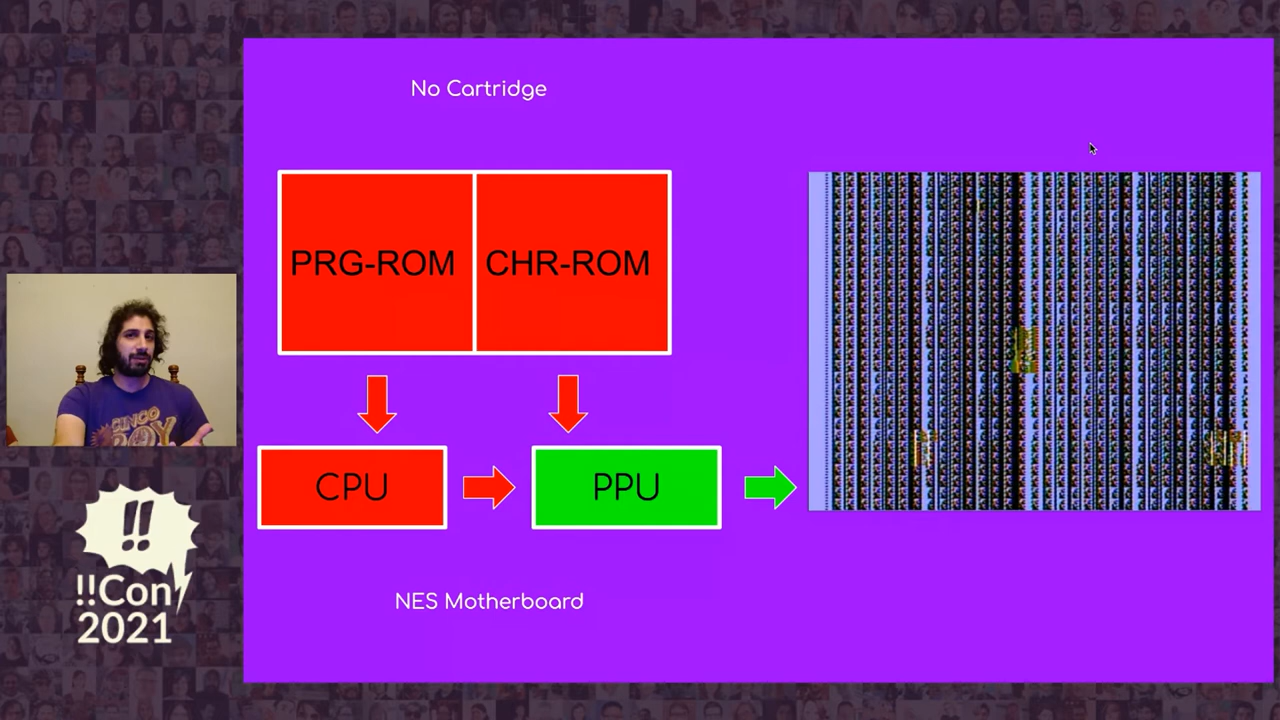 No Cartridge
PRG-ROM CHR-ROM
CPU PPU
NES Motherboard
!!
!!Con
2021